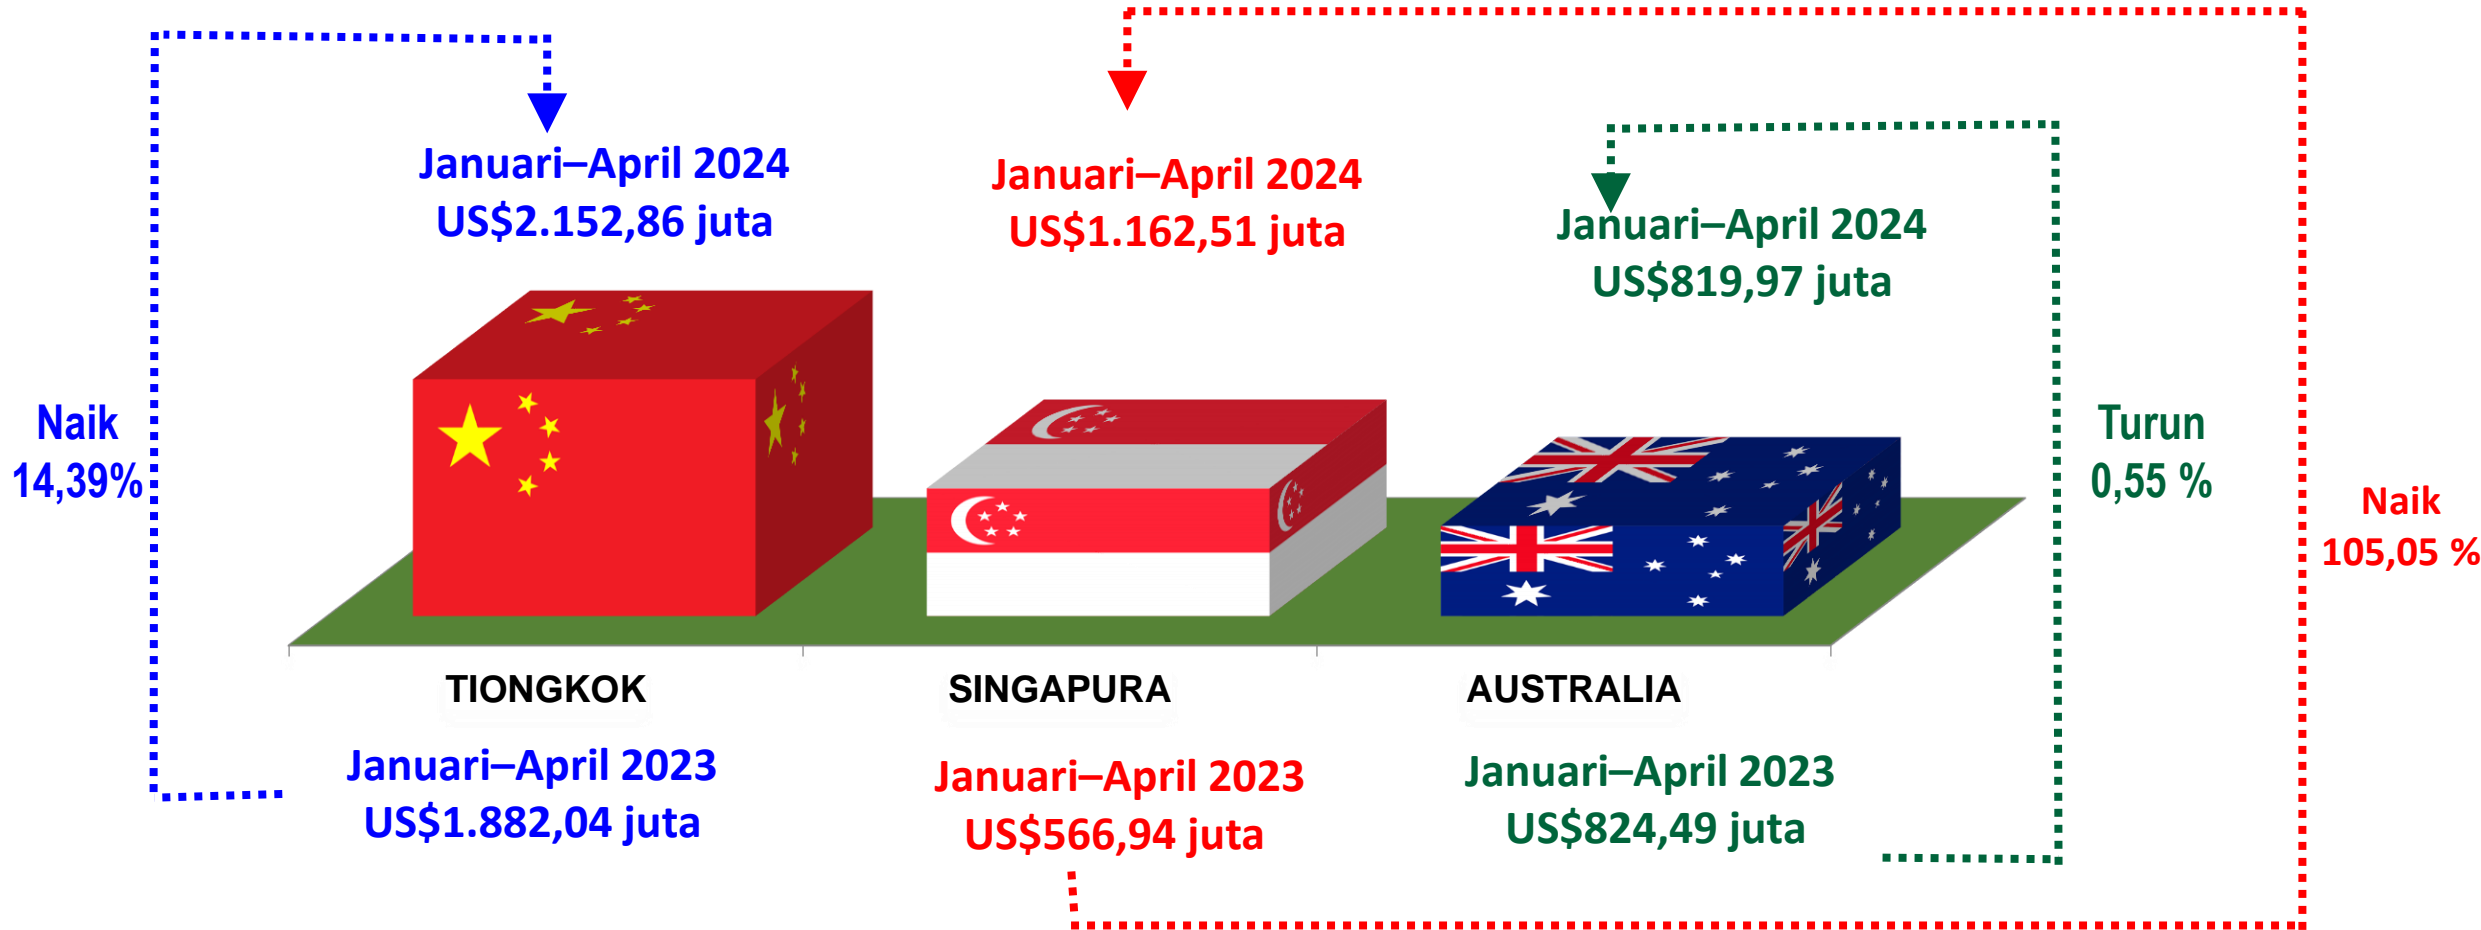 Januari–April 2024
US$2.152,86 juta
Januari–April 2024
US$1.162,51 juta
Januari–April 2024
US$819,97 juta
Naik
14,39%
Turun
0,55 %
Naik
105,05 %
TIONGKOK
SINGAPURA
AUSTRALIA
Januari–April 2023
US$1.882,04 juta
Januari–April 2023
US$566,94 juta
Januari–April 2023
US$824,49 juta